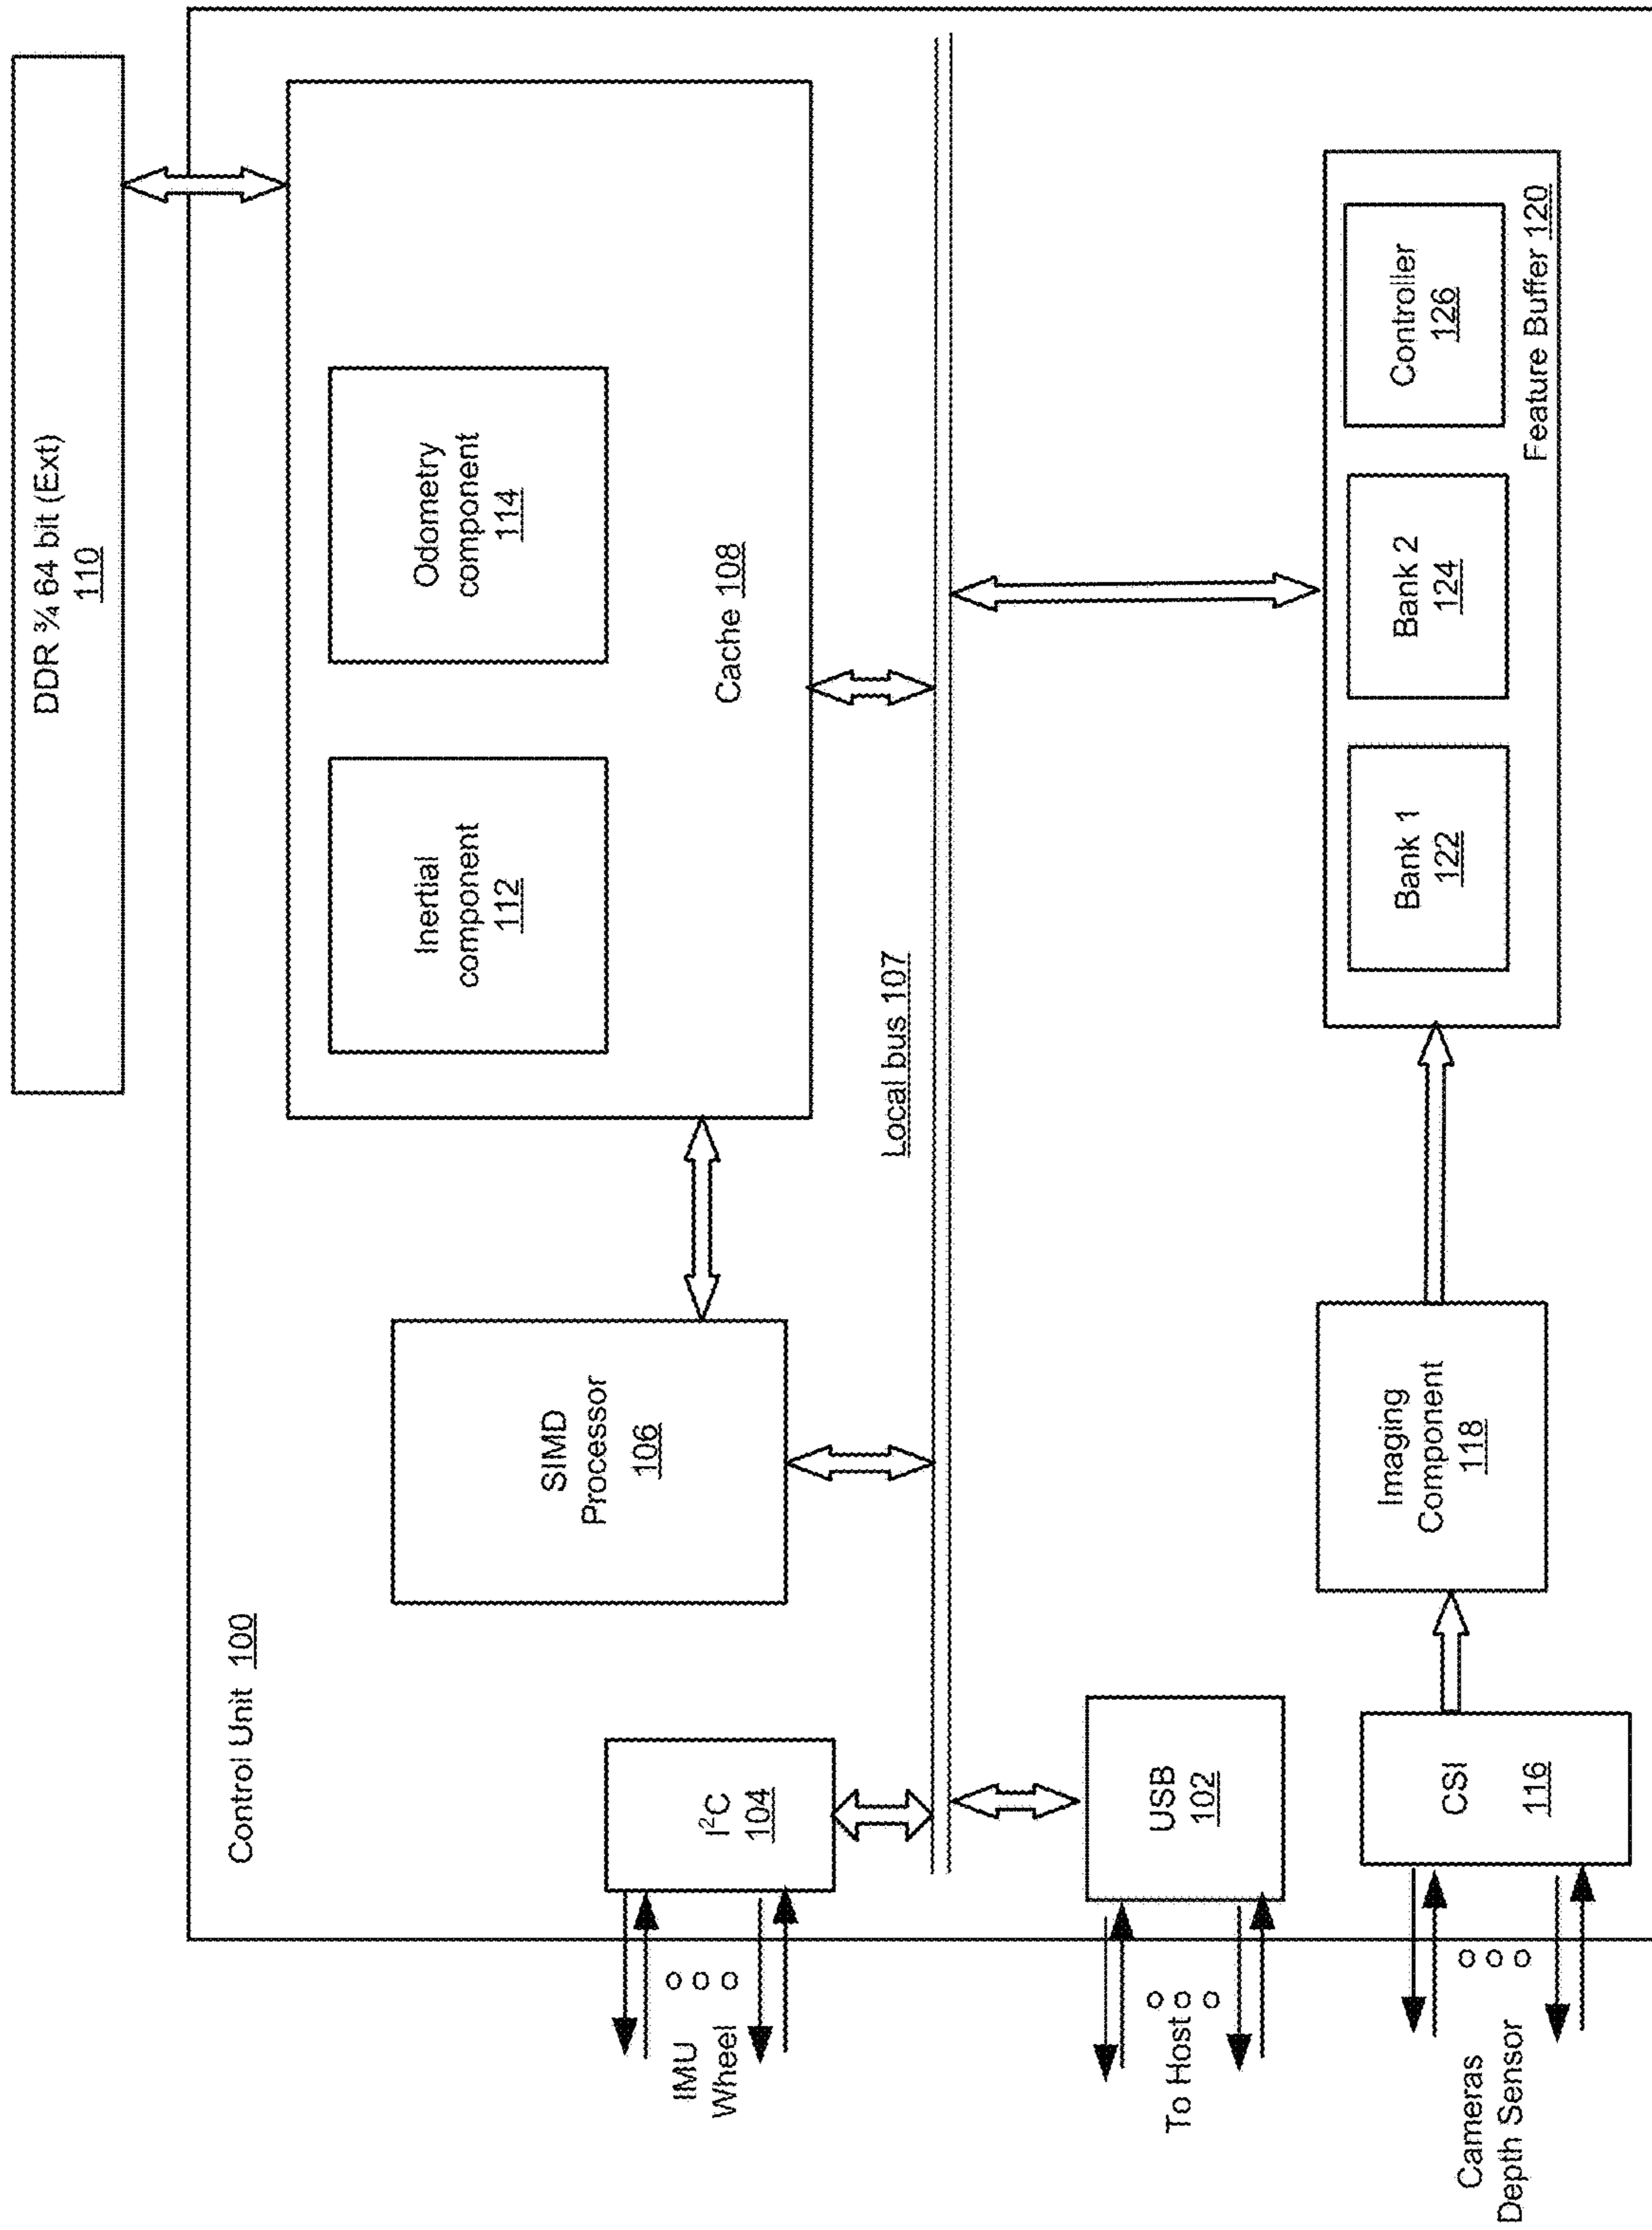 DDR ¾ 64 bit (Ext)
110
Control Unit 100
Inertial
component
112
Odometry
component
114
Cache 108
SIMD
Processor
106
I²C
104
IMU
Wheel
Local bus 107
USB
102
To Host
CSI
116
Cameras
Depth Sensor
Imaging
Component
118
Bank 1
122
Bank 2
124
Controller
126
Feature Buffer 120